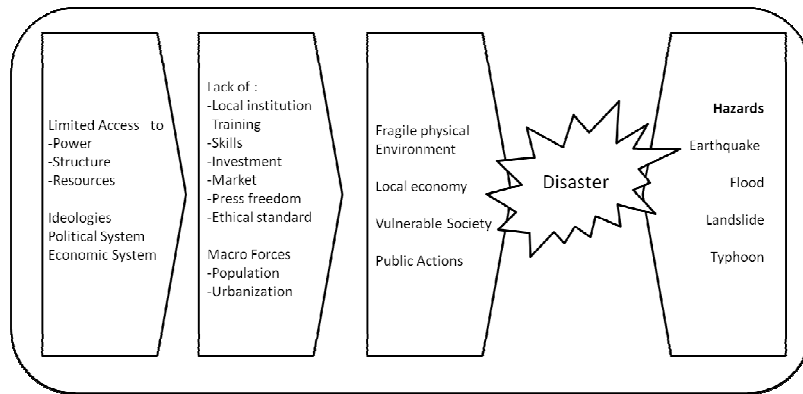 Limited Access to
-Power
-Structure
-Resources
Ideologies
Political System
Economic System
Lack of :
-Local institution
Training
-Skills
-Investment
-Market
-Press freedom
-Ethical standard
Macro Forces
-Population
-Urbanization
Fragile physical
Environment
Local economy
Vulnerable Society
Public Actions
Disaster
Hazards
Earthquake
Flood
Landslide
Typhoon